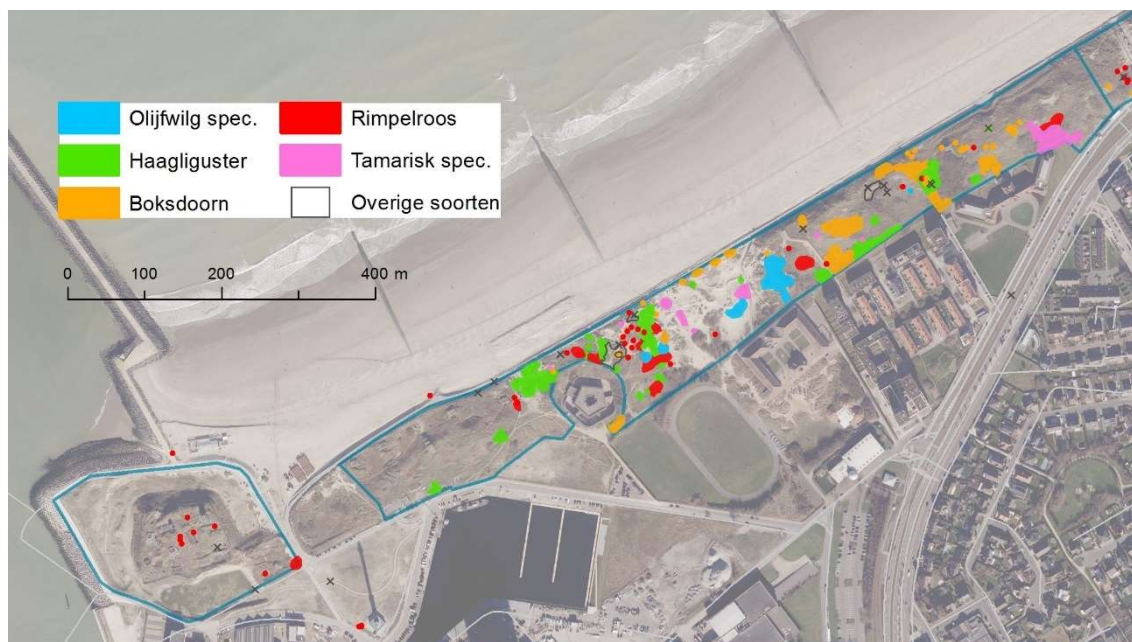 Olijfwilg spec.
Rimpelroos
Haagliguster
Tamarisk spec.
Boksdoorn
Overige soorten
0 100 200 400 m